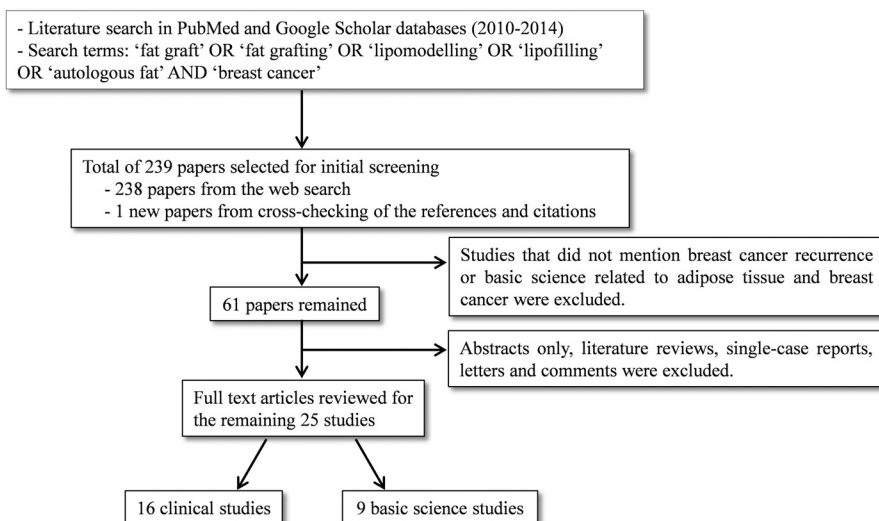 - Literature search in PubMed and Google Scholar databases (2010-2014)
- Search terms: ‘fat graft’ OR ‘fat grafting’ OR ‘lipomodelling’ OR ‘lipofilling’
OR ‘autologous fat’ AND ‘breast cancer’
Total of 239 papers selected for initial screening
- 238 papers from the web search
- 1 new papers from cross-checking of the references and citations
Studies that did not mention breast cancer recurrence
or basic science related to adipose tissue and breast
cancer were excluded.
61 papers remained
Abstracts only, literature reviews, single-case reports,
letters and comments were excluded.
Full text articles reviewed for
the remaining 25 studies
16 clinical studies
9 basic science studies